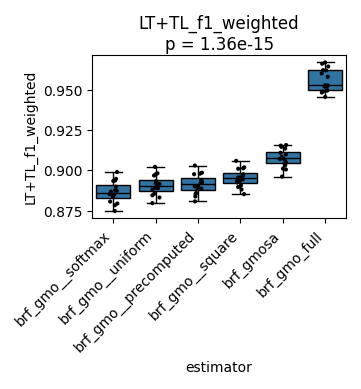 LT+TL_f1_weighted
p = 1.36e-15
LT+TL_f1_weighted
0.950
0.925
0.900
0.875
brf_gmo__softmax
brf_gmo__uniform
brf_gmo__precomputed
brf_gmo__square
brf_gmosa
brf_gmo_full
estimator